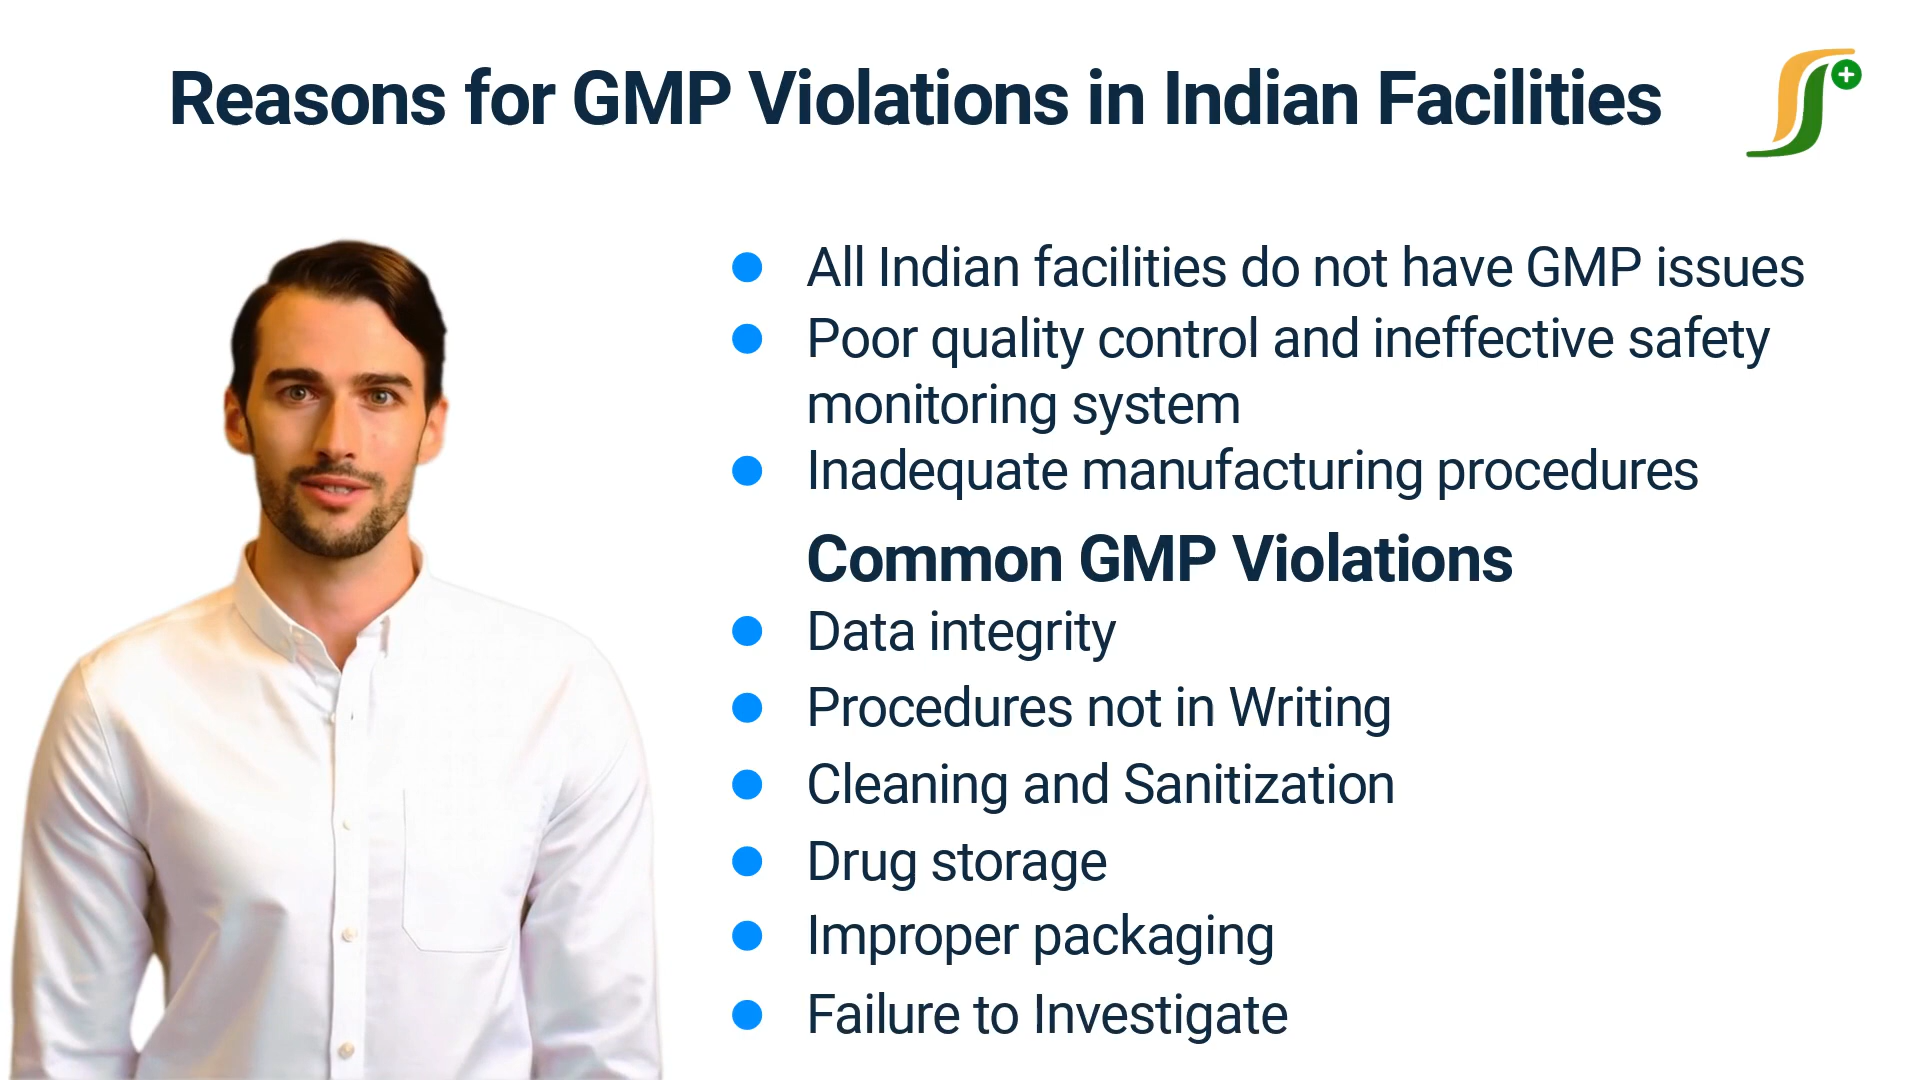 Reasons for GMP Violations in Indian Facilities
All Indian facilities do not have GMP issues
Poor quality control and ineffective safety
monitoring system
Inadequate manufacturing procedures
Common GMP Violations
Data integrity
Procedures not in Writing
Cleaning and Sanitization
Drug storage
Improper packaging
Failure to Investigate